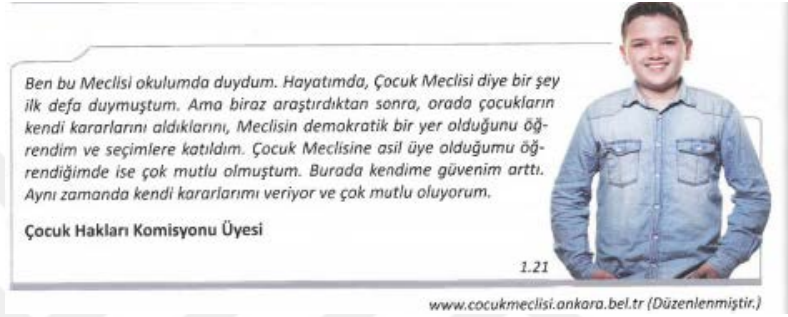 Ben bu Meclisi okulumda duydum. Hayatımda, Çocuk Meclisi diye bir şey
ilk defa duymuştum. Ama biraz araştırdıktan sonra, orada çocukların
kendi kararlarını aldıklarını, Meclisin demokratik bir yer olduğunu öğ-
rendim ve seçimlere katıldım. Çocuk Meclisine asil üye olduğumu öğ-
rendiğimde ise çok mutlu olmuştum. Burada kendime güvenim arttı.
Aynı zamanda kendi kararlarımı veriyor ve çok mutlu oluyorum.
Çocuk Hakları Komisyonu Üyesi
1.21
www.cocukmeclisi.ankara.bel.tr (Düzenlenmiştir.)